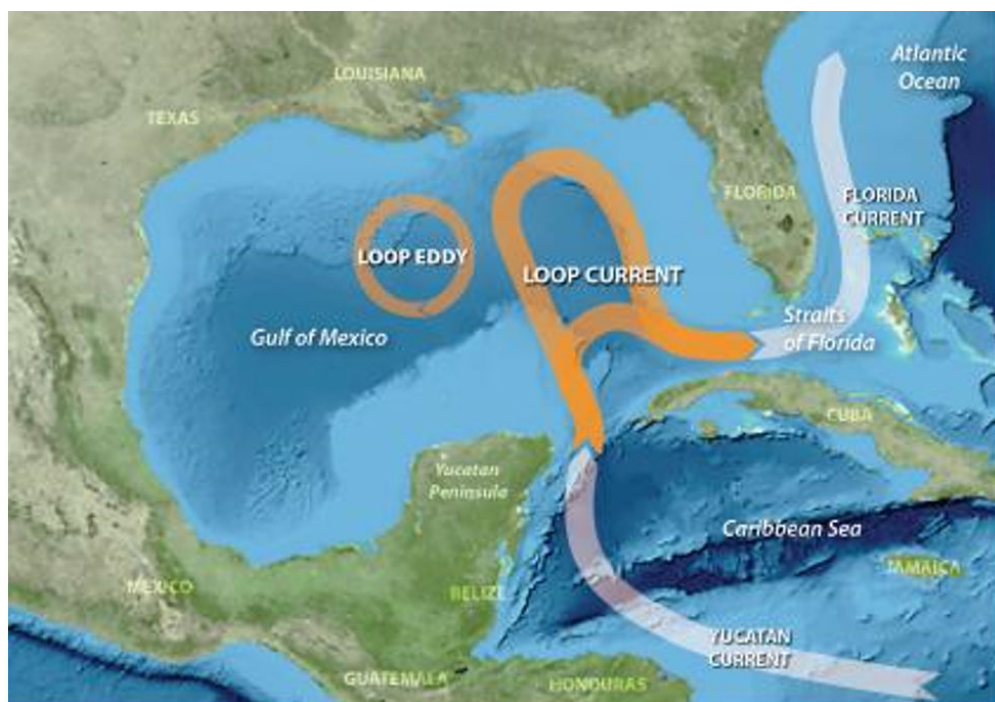 Atlantic
Ocean
LOUISIANA
TEXAS
FLORIDA
FLORIDA
CURRENT
LOOP EDDY
LOOP CURRENT
Gulf of Mexico
Straits
of Florida
CUBA
Yucatan
Peninsula
Caribbean Sea
JAMAICA
MEXICO
BELIZE
YUCATAN
CURRENT
GUATEMALA
HONDURAS